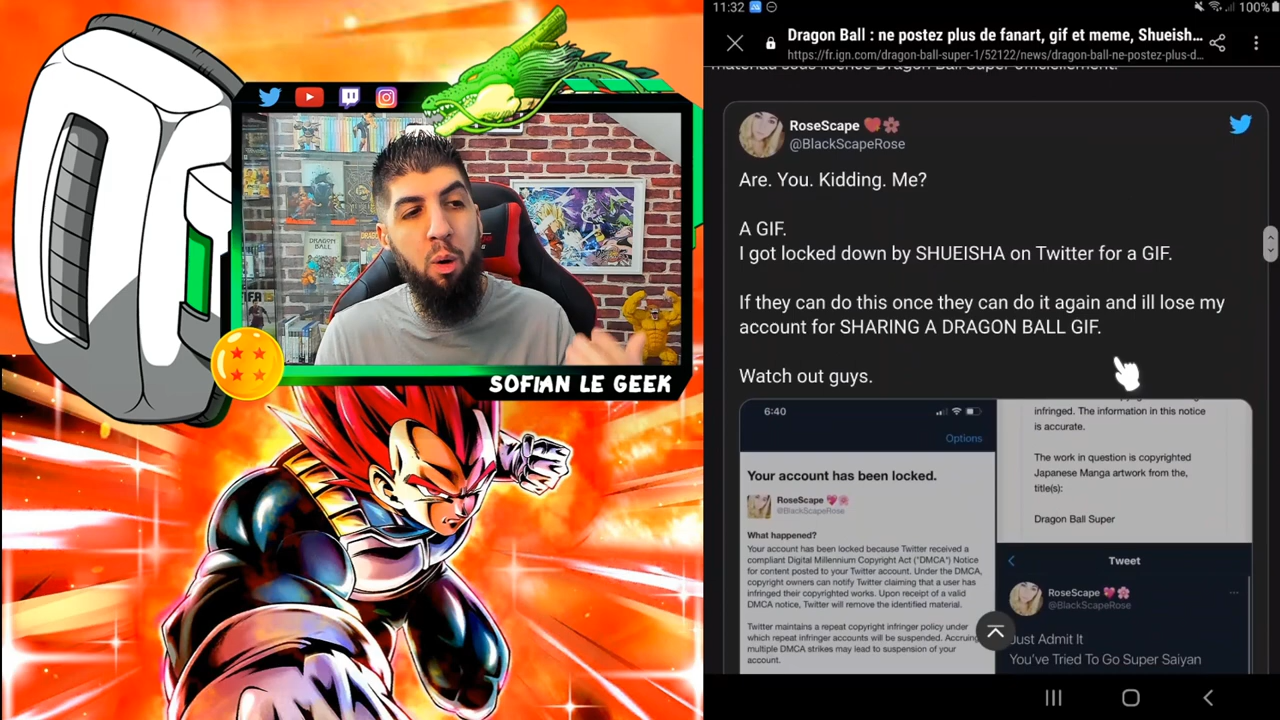 DRAGON
BALL
SOFIAN LE GEEK
11:32
100%
Dragon Ball : ne postez plus de fanart, gif et meme, Shueish...
https://fr.ign.com/dragon-ball-super-1/52122/news/dragon-ball-ne-postez-plus-d...
materiau sous licence Dragon Ball Super officiellement.
RoseScape
@BlackScapeRose
Are. You. Kidding. Me?
A GIF.
I got locked down by SHUEISHA on Twitter for a GIF.
If they can do this once they can do it again and ill lose my
account for SHARING A DRAGON BALL GIF.
Watch out guys.
6:40
Options
Your account has been locked.
RoseScape
@BlackScapeRose
What happened?
Your account has been locked because Twitter received a
compliant Digital Millennium Copyright Act ("DMCA") Notice
for content posted to your Twitter account. Under the DMCA,
copyright owners can notify Twitter claiming that a user has
infringed their copyrighted works. Upon receipt of a valid
DMCA notice, Twitter will remove the identified material.
Twitter maintains a repeat copyright infringer policy under
which repeat infringer accounts will be suspended. Accruing
multiple DMCA strikes may lead to suspension of your
account.
infringed. The information in this notice
is accurate.
The work in question is copyrighted
Japanese Manga artwork from the,
title(s):
Dragon Ball Super
Tweet
RoseScape
@BlackScapeRose
Just Admit It
You've Tried To Go Super Saiyan